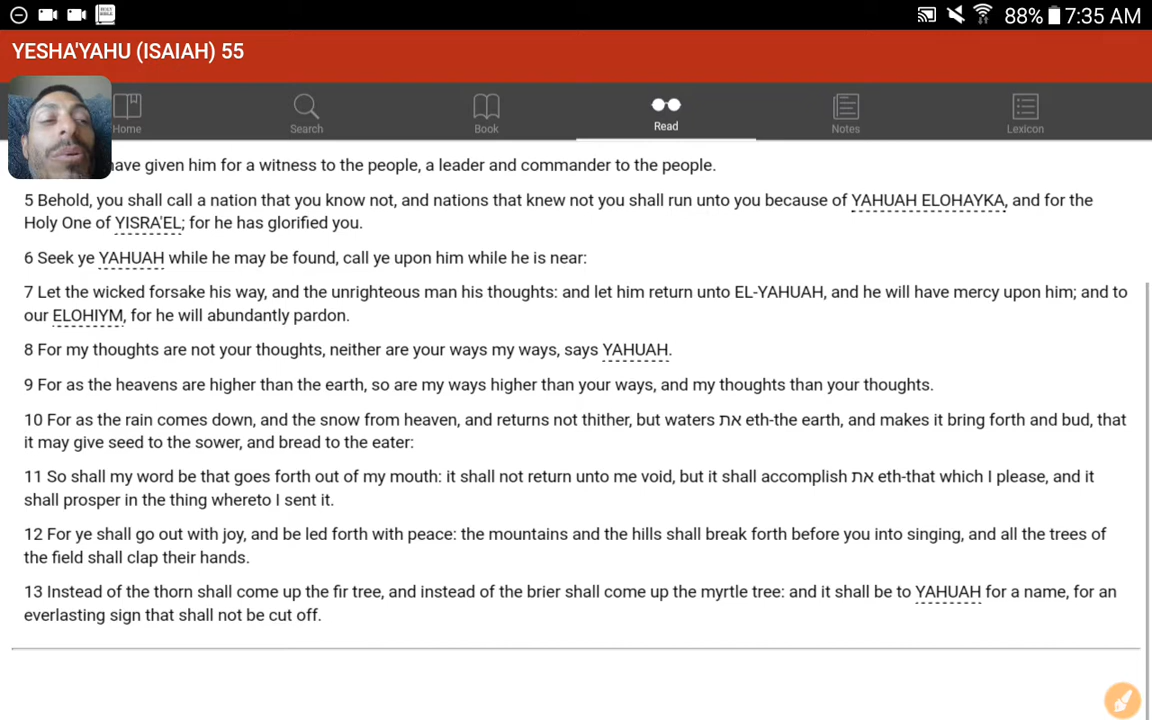 88% 7:35 AM
YESHA'YAHU (ISAIAH) 55
Home Search Book Read Notes Lexicon
have given him for a witness to the people, a leader and commander to the people.
5 Behold, you shall call a nation that you know not, and nations that knew not you shall run unto you because of YAHUAH ELOHAYKA, and for the
Holy One of YISRA'EL; for he has glorified you.
6 Seek ye YAHUAH while he may be found, call ye upon him while he is near:
7 Let the wicked forsake his way, and the unrighteous man his thoughts: and let him return unto EL-YAHUAH, and he will have mercy upon him; and to
our ELOHIYM, for he will abundantly pardon.
8 For my thoughts are not your thoughts, neither are your ways my ways, says YAHUAH.
9 For as the heavens are higher than the earth, so are my ways higher than your ways, and my thoughts than your thoughts.
10 For as the rain comes down, and the snow from heaven, and returns not thither, but waters את eth-the earth, and makes it bring forth and bud, that
it may give seed to the sower, and bread to the eater:
11 So shall my word be that goes forth out of my mouth: it shall not return unto me void, but it shall accomplish את eth-that which I please, and it
shall prosper in the thing whereto I sent it.
12 For ye shall go out with joy, and be led forth with peace: the mountains and the hills shall break forth before you into singing, and all the trees of
the field shall clap their hands.
13 Instead of the thorn shall come up the fir tree, and instead of the brier shall come up the myrtle tree: and it shall be to YAHUAH for a name, for an
everlasting sign that shall not be cut off.